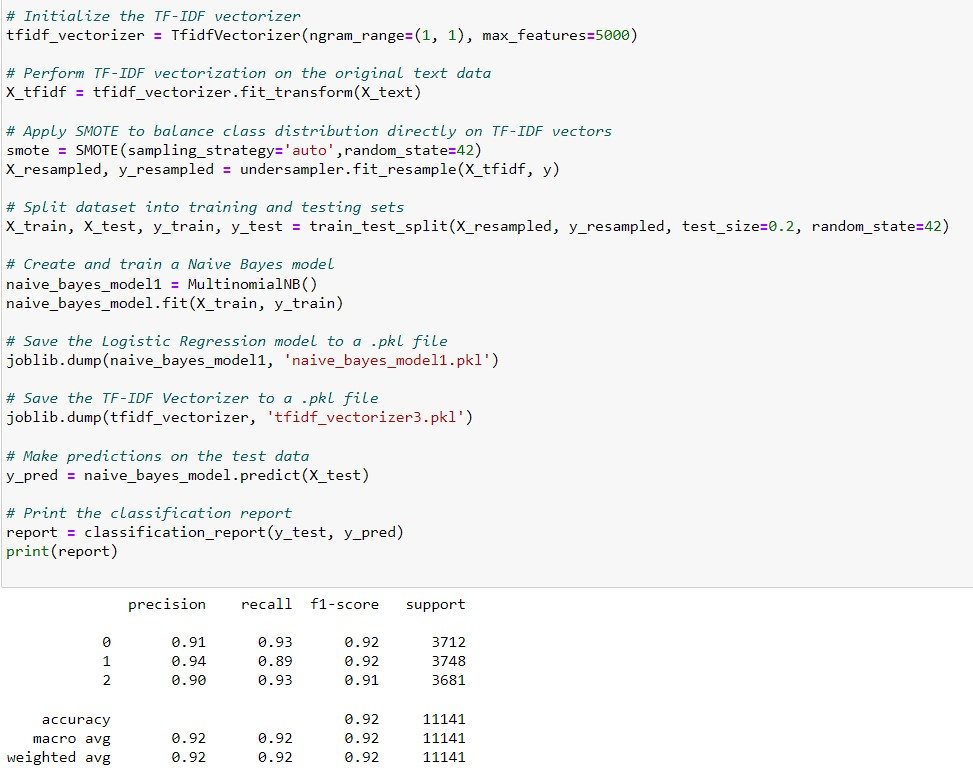 # Initialize the TF-IDF vectorizer
tfidf_vectorizer = TfidfVectorizer(ngram_range=(1, 1), max_features=5000)
# Perform TF-IDF vectorization on the original text data
X_tfidf = tfidf_vectorizer.fit_transform(X_text)
# Apply SMOTE to balance class distribution directly on TF-IDF vectors
smote = SMOTE(sampling_strategy='auto',random_state=42)
X_resampled, y_resampled = undersampler.fit_resample(X_tfidf, y)
# Split dataset into training and testing sets
X_train, X_test, y_train, y_test = train_test_split(X_resampled, y_resampled, test_size=0.2, random_state=42)
# Create and train a Naive Bayes model
naive_bayes_model1 = MultinomialNB()
naive_bayes_model.fit(X_train, y_train)
# Save the Logistic Regression model to a .pkl file
joblib.dump(naive_bayes_model1, 'naive_bayes_model1.pkl')
# Save the TF-IDF Vectorizer to a .pkl file
joblib.dump(tfidf_vectorizer, 'tfidf_vectorizer3.pkl')
# Make predictions on the test data
y_pred = naive_bayes_model.predict(X_test)
# Print the classification report
report = classification_report(y_test, y_pred)
print(report)
precision recall f1-score support
0 0.91 0.93 0.92 3712
1 0.94 0.89 0.92 3748
2 0.90 0.93 0.91 3681
accuracy 0.92 11141
macro avg 0.92 0.92 0.92 11141
weighted avg 0.92 0.92 0.92 11141